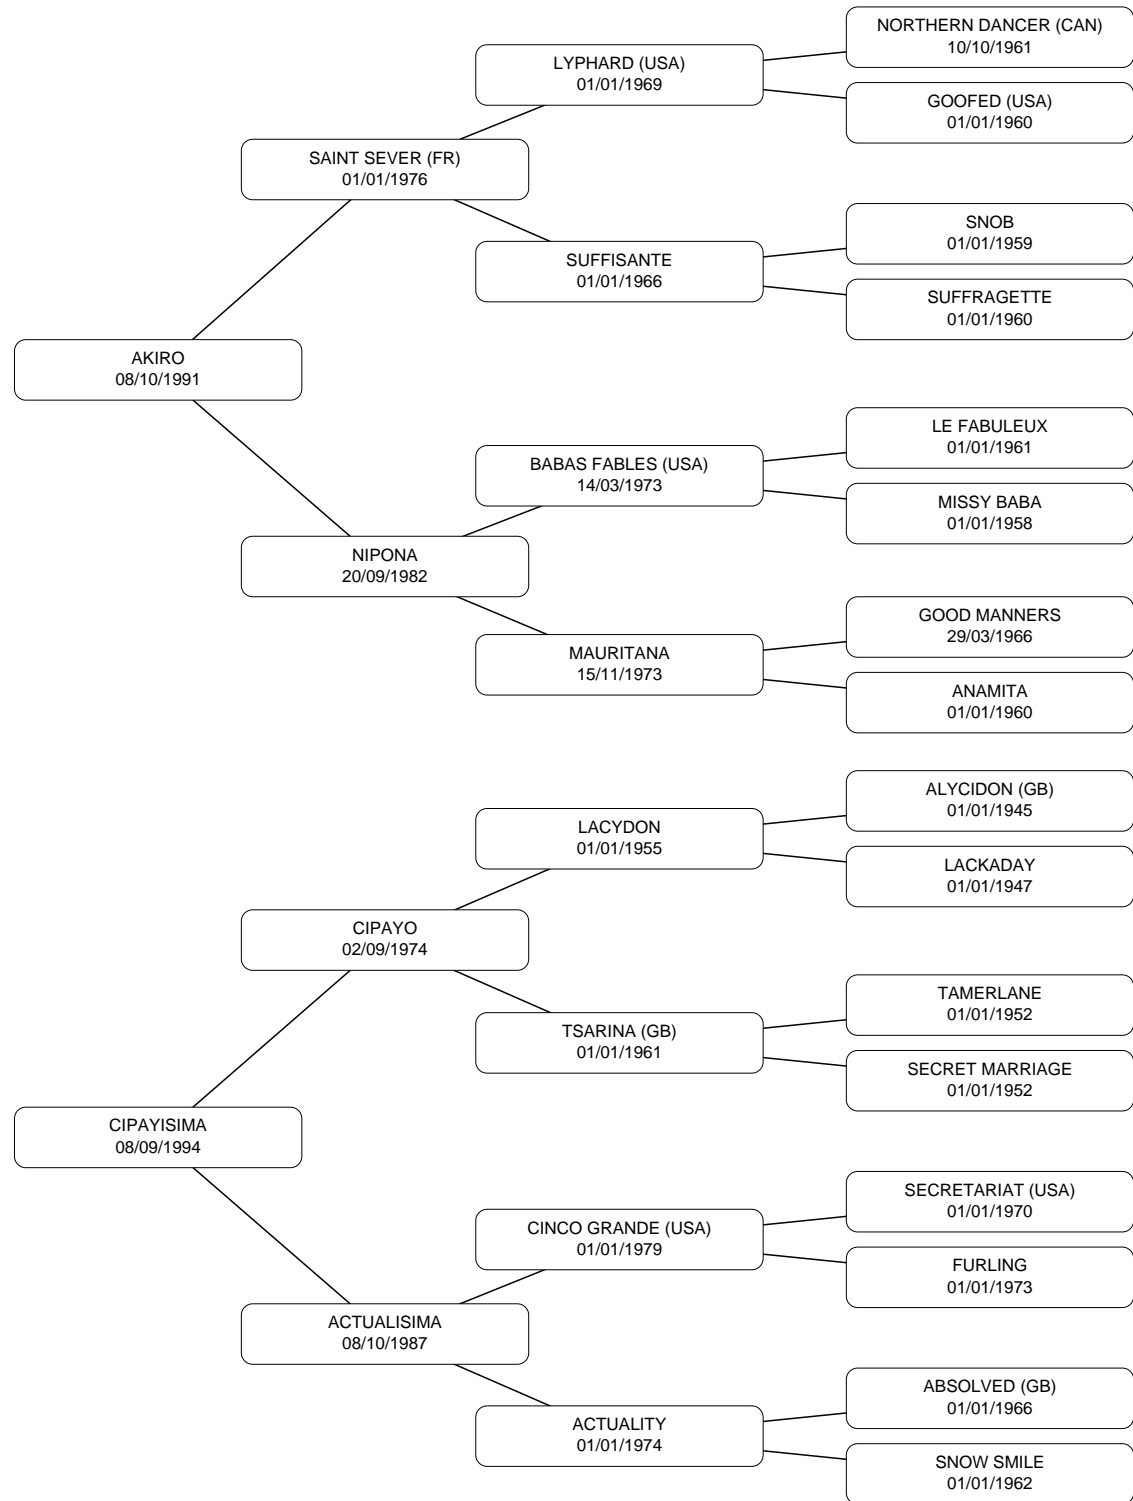 NORTHERN DANCER (CAN)
10/10/1961
LYPHARD (USA)
01/01/1969
GOOFED (USA)
01/01/1960
SAINT SEVER (FR)
01/01/1976
SNOB
01/01/1959
SUFFISANTE
01/01/1966
SUFFRAGETTE
01/01/1960
AKIRO
08/10/1991
LE FABULEUX
01/01/1961
BABAS FABLES (USA)
14/03/1973
MISSY BABA
01/01/1958
NIPONA
20/09/1982
GOOD MANNERS
29/03/1966
MAURITANA
15/11/1973
ANAMITA
01/01/1960
ALYCIDON (GB)
01/01/1945
LACYDON
01/01/1955
LACKADAY
01/01/1947
CIPAYO
02/09/1974
TAMERLANE
01/01/1952
TSARINA (GB)
01/01/1961
SECRET MARRIAGE
01/01/1952
CIPAYISIMA
08/09/1994
SECRETARIAT (USA)
01/01/1970
CINCO GRANDE (USA)
01/01/1979
FURLING
01/01/1973
ACTUALISIMA
08/10/1987
ABSOLVED (GB)
01/01/1966
ACTUALITY
01/01/1974
SNOW SMILE
01/01/1962